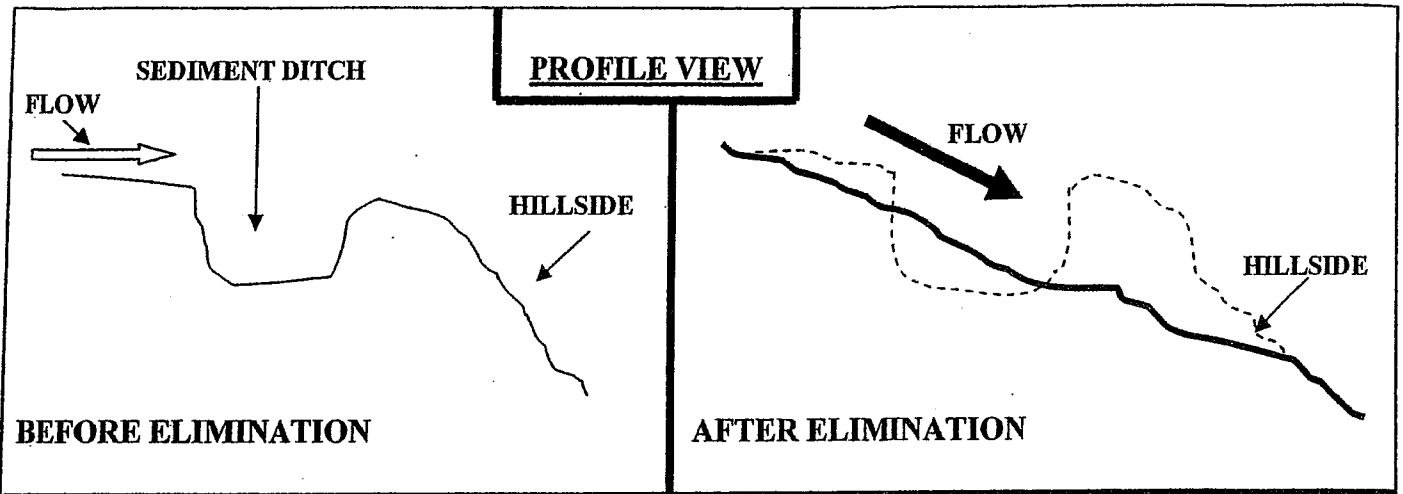 PROFILE VIEW
SEDIMENT DITCH
FLOW
HILLSIDE
BEFORE ELIMINATION
FLOW
HILLSIDE
AFTER ELIMINATION